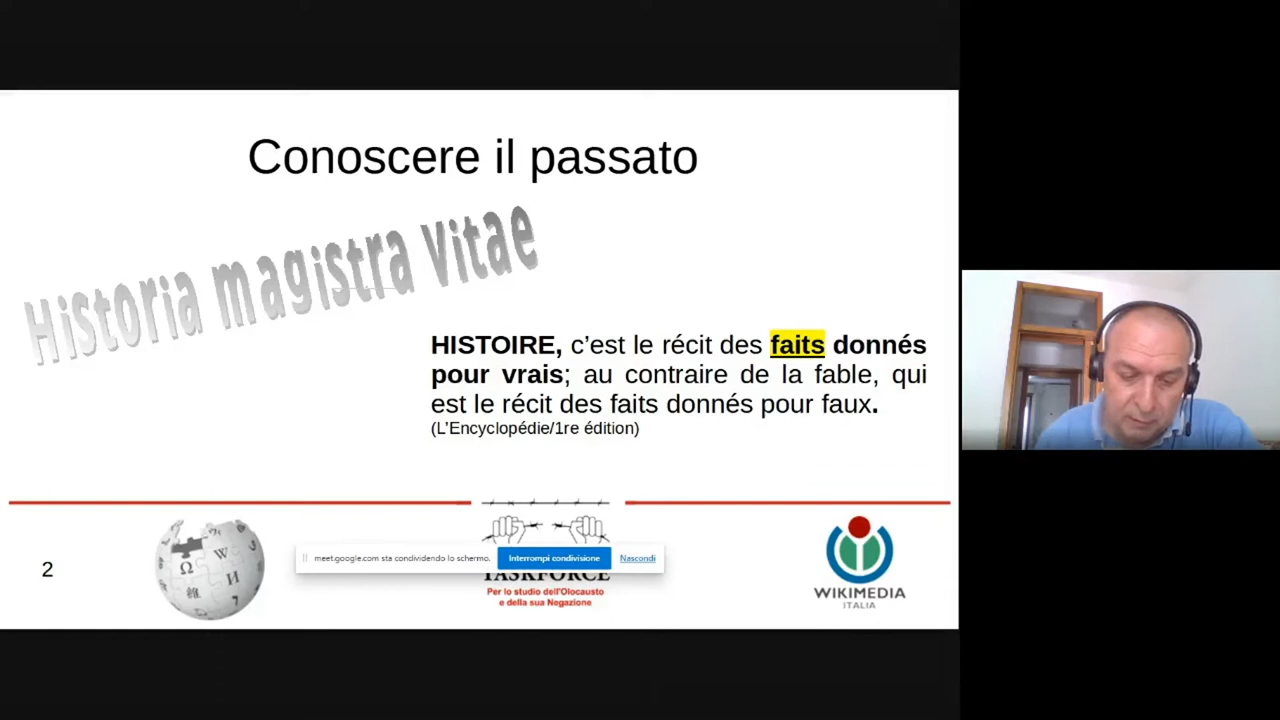 Conoscere il passato
Historia magistra Vitae
HISTOIRE, c’est le récit des faits donnés
pour vrais; au contraire de la fable, qui
est le récit des faits donnés pour faux.
(L’Encyclopédie/1re édition)
2
Ω W И
meet.google.com sta condividendo lo schermo. Interrompi condivisione Nascondi
TASKFORCE
Per lo studio dell'Olocausto
e della sua Negazione
WIKIMEDIA
ITALIA